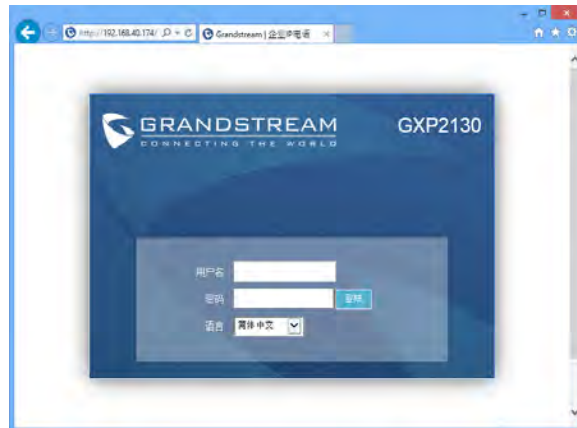 http://192.168.40.174/
Grandstream | 企业IP电话
GRANDSTREAM
CONNECTING THE WORLD
GXP2130
用户名
密码
登陆
语言
简体中文